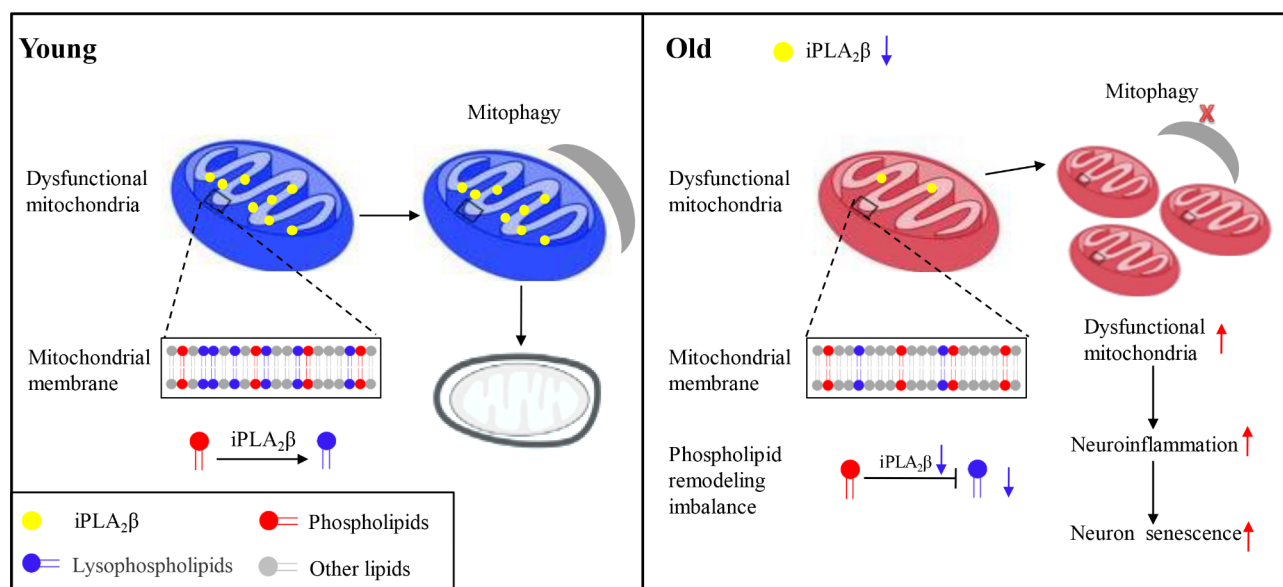 Young
Mitophagy
Dysfunctional
mitochondria
Mitochondrial
membrane
iPLA₂β
iPLA₂β
Phospholipids
Lysophospholipids
Other lipids
Old
iPLA₂β
Mitophagy
X
Dysfunctional
mitochondria
Mitochondrial
membrane
Phospholipid
remodeling
imbalance
iPLA₂β
Dysfunctional
mitochondria
Neuroinflammation
Neuron senescence